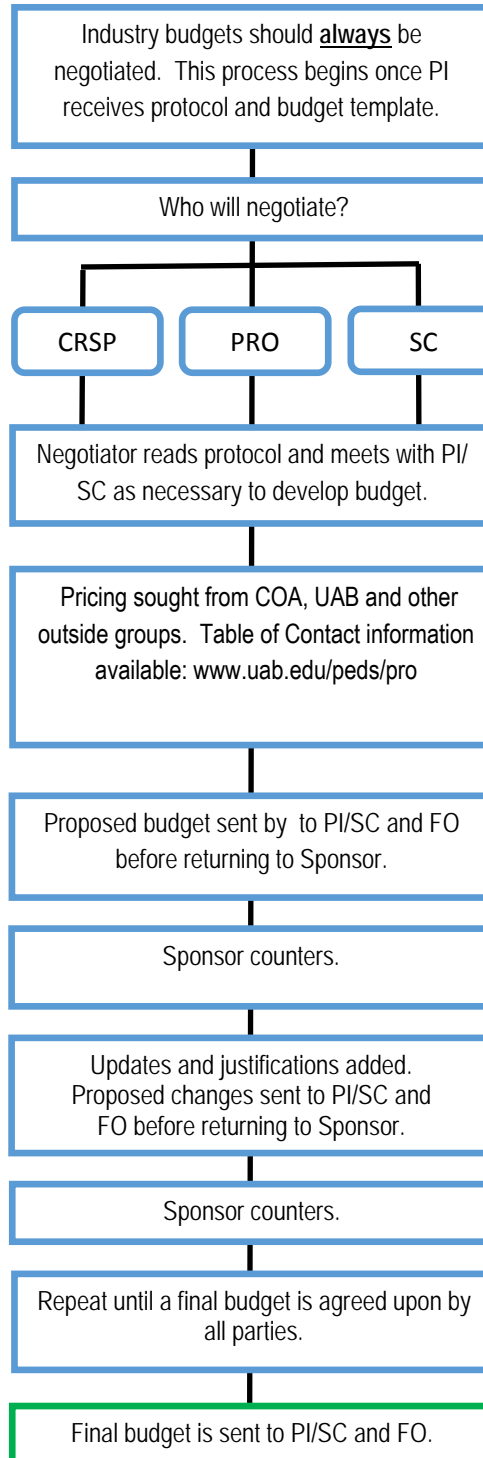 Industry budgets should always be
negotiated.  This process begins once PI
receives protocol and budget template.
Who will negotiate?
CRSP
PRO
SC
Negotiator reads protocol and meets with PI/
SC as necessary to develop budget.
Pricing sought from COA, UAB and other
outside groups.  Table of Contact information
available: www.uab.edu/peds/pro
Proposed budget sent by  to PI/SC and FO
before returning to Sponsor.
Sponsor counters.
Updates and justifications added.
Proposed changes sent to PI/SC and
FO before returning to Sponsor.
Sponsor counters.
Repeat until a final budget is agreed upon by
all parties.
Final budget is sent to PI/SC and FO.